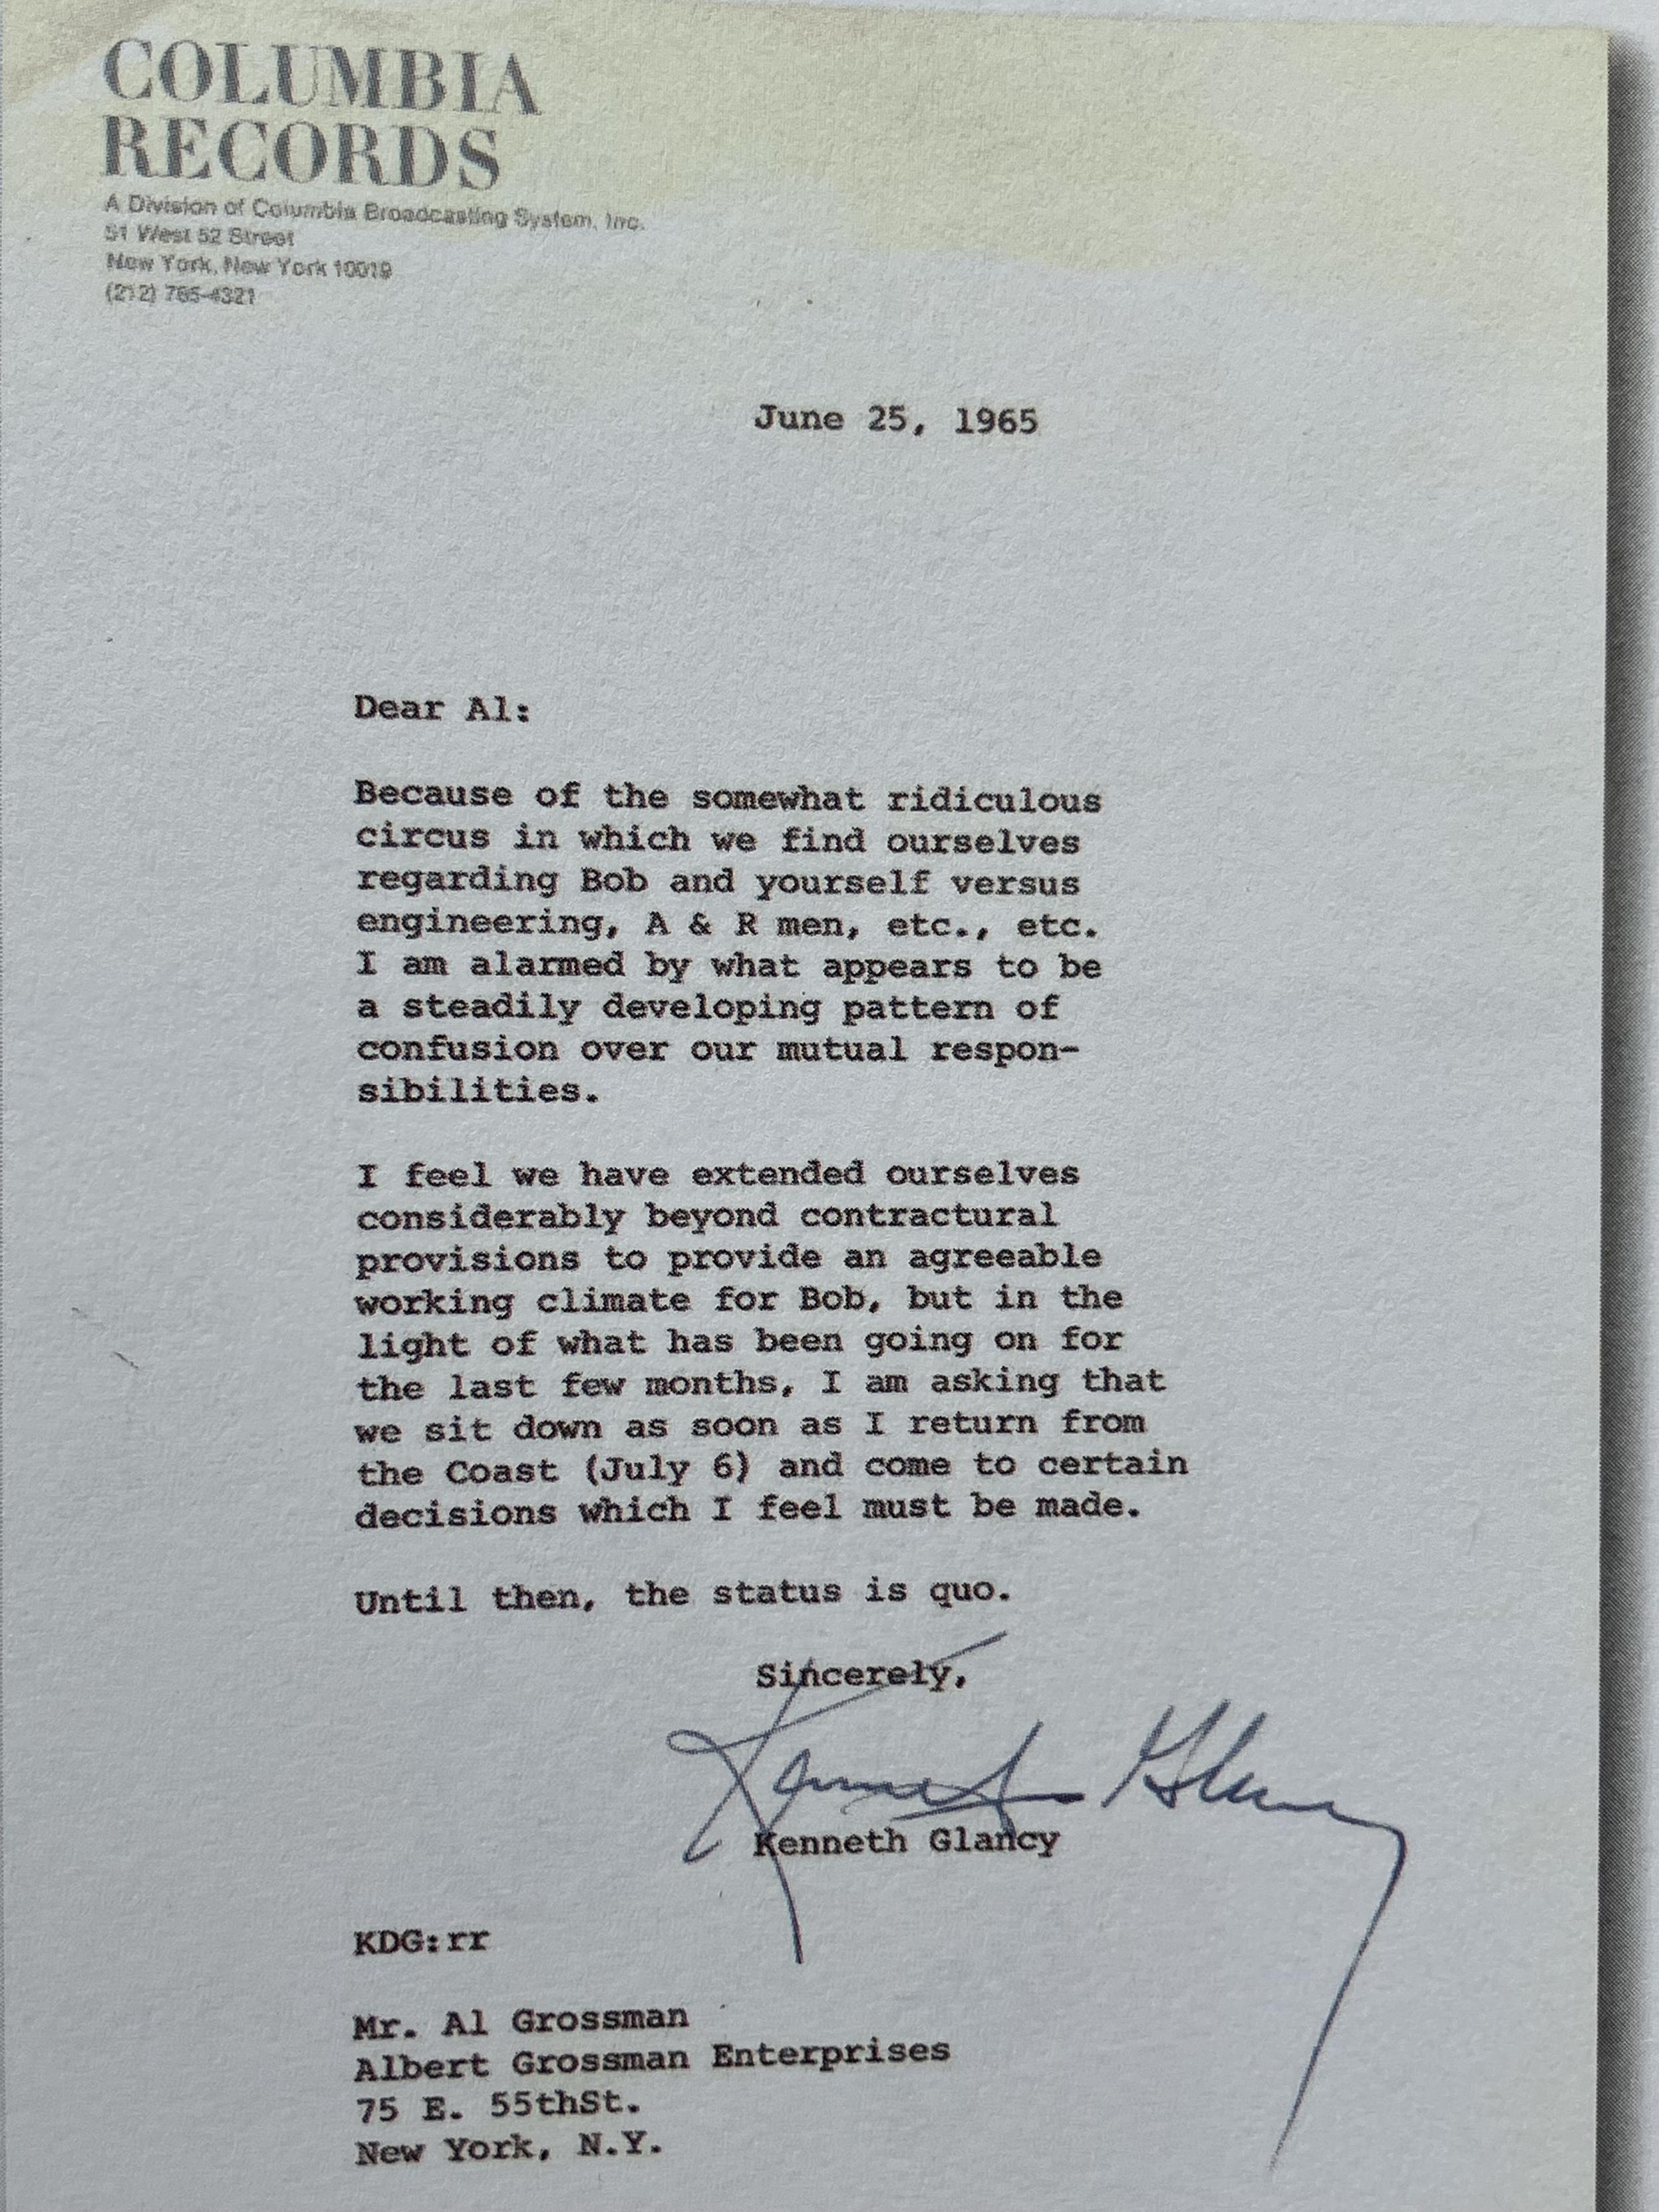 COLUMBIA
RECORDS
A Division of Columbia Broadcasting System, Inc.
51 West 52 Street
New York, New York 10019
(212) 765-4321
June 25, 1965
Dear Al:
Because of the somewhat ridiculous
circus in which we find ourselves
regarding Bob and yourself versus
engineering, A & R men, etc., etc.
I am alarmed by what appears to be
a steadily developing pattern of
confusion over our mutual respon-
sibilities.
I feel we have extended ourselves
considerably beyond contractural
provisions to provide an agreeable
working climate for Bob, but in the
light of what has been going on for
the last few months, I am asking that
we sit down as soon as I return from
the Coast (July 6) and come to certain
decisions which I feel must be made.
Until then, the status is quo.
Sincerely,
Kenneth Glancy
Kenneth Glancy
KDG:rr
Mr. Al Grossman
Albert Grossman Enterprises
75 E. 55thSt.
New York, N.Y.